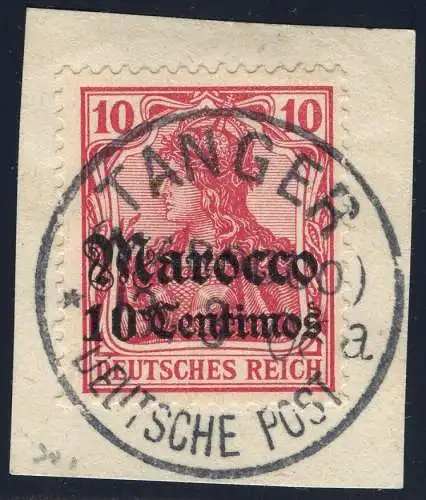 10 10
TANGER
Marocco
10 Centimos
DEUTSCHES REICH
* DEUTSCHE POST a